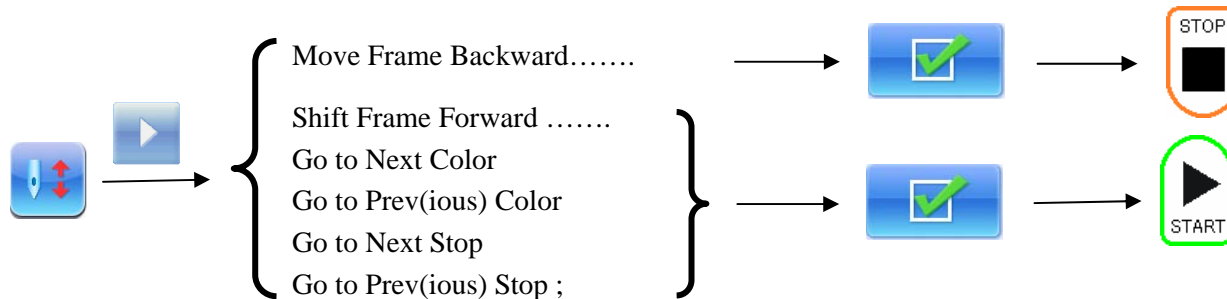 Move Frame Backward…….
STOP
Shift Frame Forward …….
Go to Next Color
Go to Prev(ious) Color
Go to Next Stop
Go to Prev(ious) Stop ;
START